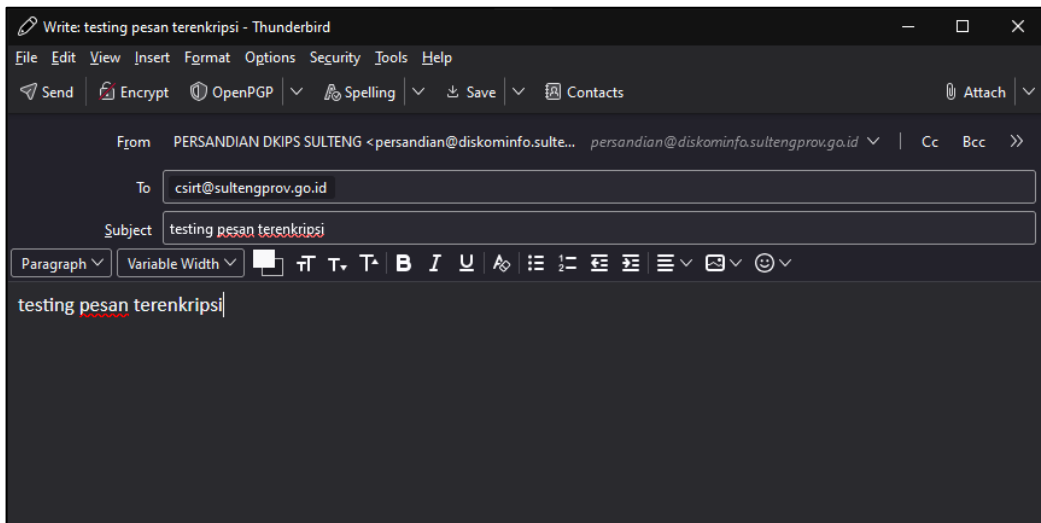 Write: testing pesan terenkripsi - Thunderbird
File Edit View Insert Format Options Security Tools Help
Send Encrypt OpenPGP Spelling Save Contacts Attach
From PERSANDIAN DKIPS SULTENG <persandian@diskominfo.sulte... persandian@diskominfo.sultengprov.go.id Cc Bcc
To csirt@sultengprov.go.id
Subject testing pesan terenkripsi
Paragraph Variable Width
testing pesan terenkripsi